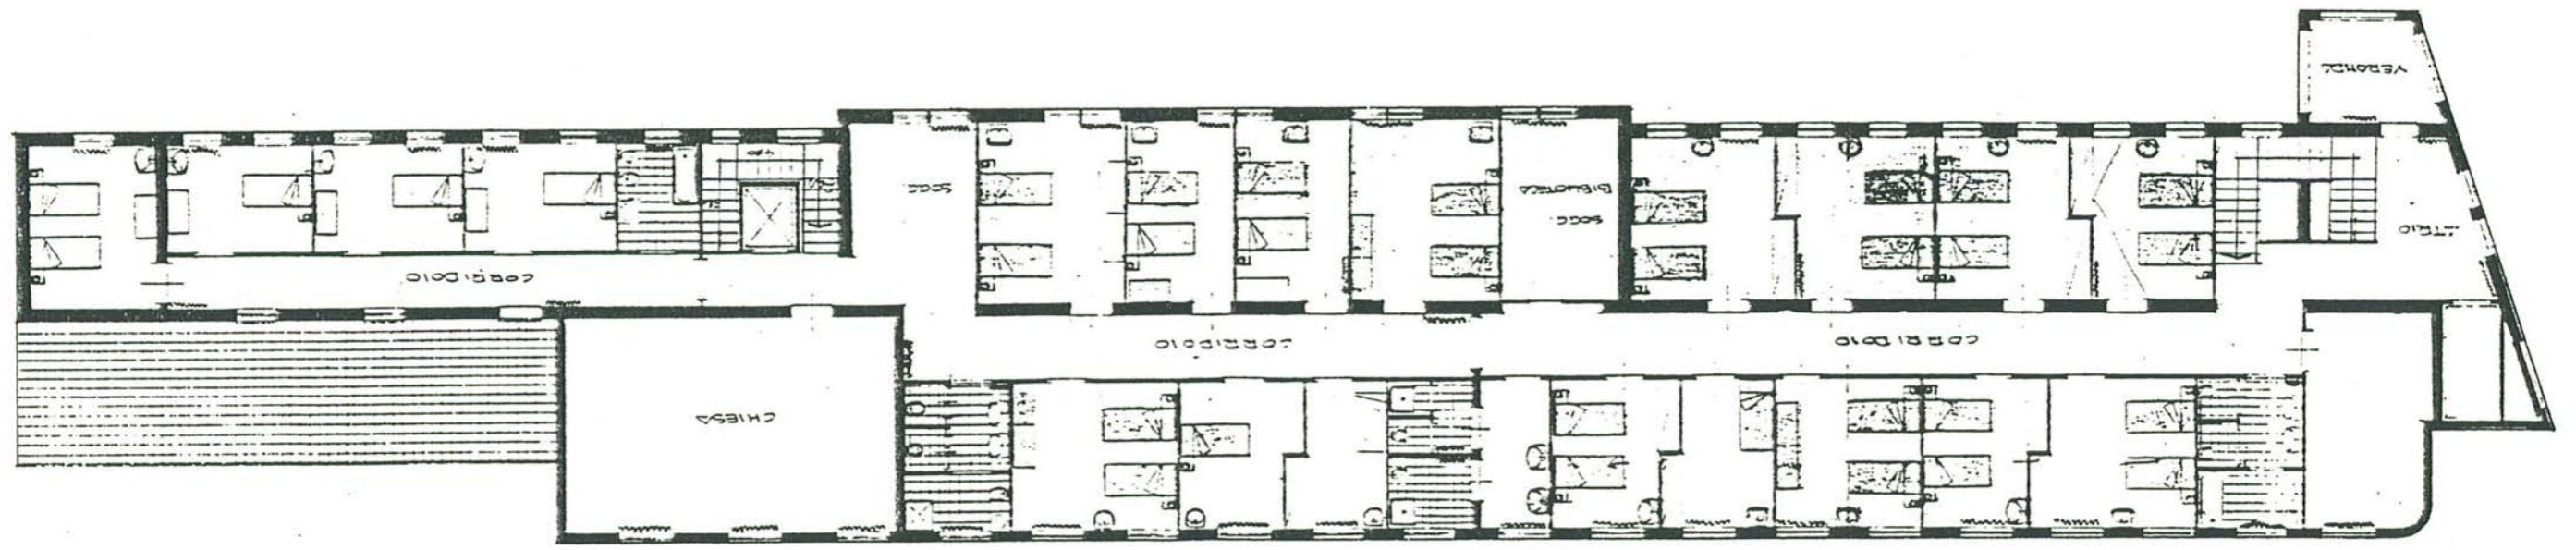 VERANDA
SOGG.
BIBLIOTECA
SOGG.
ATRIO
CORRIDOIO
CORRIDOIO
CORRIDOIO
CHIESA